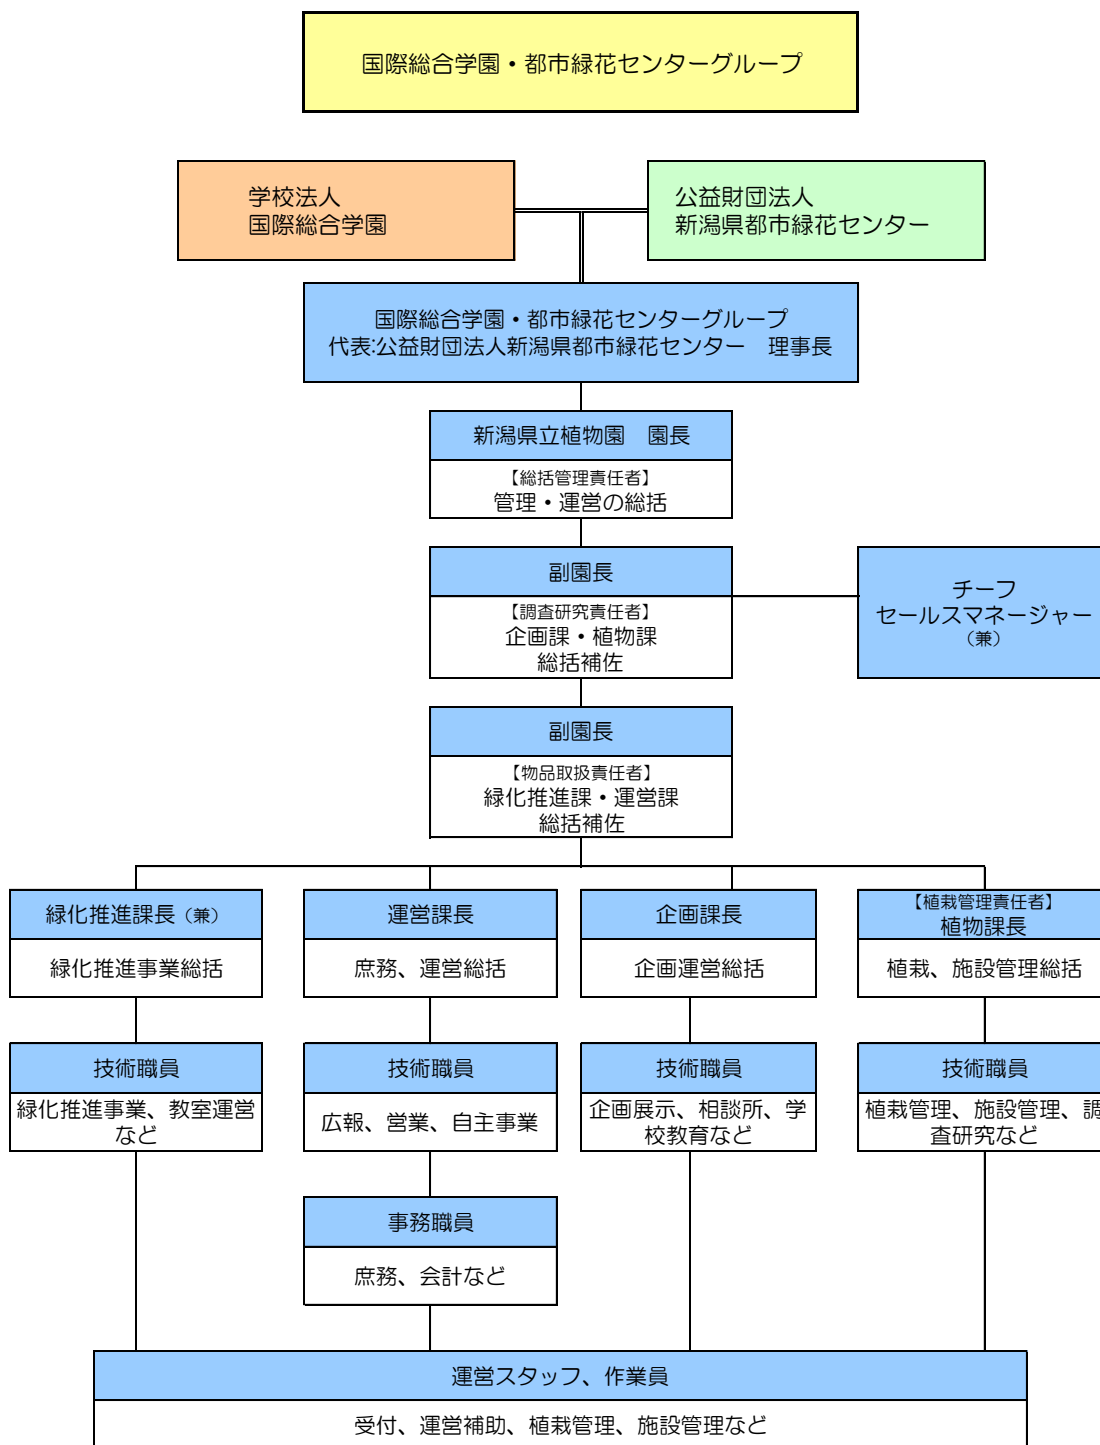 国際総合学園・都市緑花センターグループ
学校法人
国際総合学園
公益財団法人
新潟県都市緑花センター
国際総合学園・都市緑花センターグループ
代表:公益財団法人新潟県都市緑花センター　理事長
新潟県立植物園　園長
【総括管理責任者】
管理・運営の総括
副園長
【調査研究責任者】
企画課・植物課
総括補佐
チーフ
セールスマネージャー
（兼）
副園長
【物品取扱責任者】
緑化推進課・運営課
総括補佐
緑化推進課長（兼）
緑化推進事業総括
運営課長
庶務、運営総括
企画課長
企画運営総括
【植栽管理責任者】
植物課長
植栽、施設管理総括
技術職員
緑化推進事業、教室運営
など
技術職員
広報、営業、自主事業
技術職員
企画展示、相談所、学
校教育など
技術職員
植栽管理、施設管理、調
査研究など
事務職員
庶務、会計など
運営スタッフ、作業員
受付、運営補助、植栽管理、施設管理など